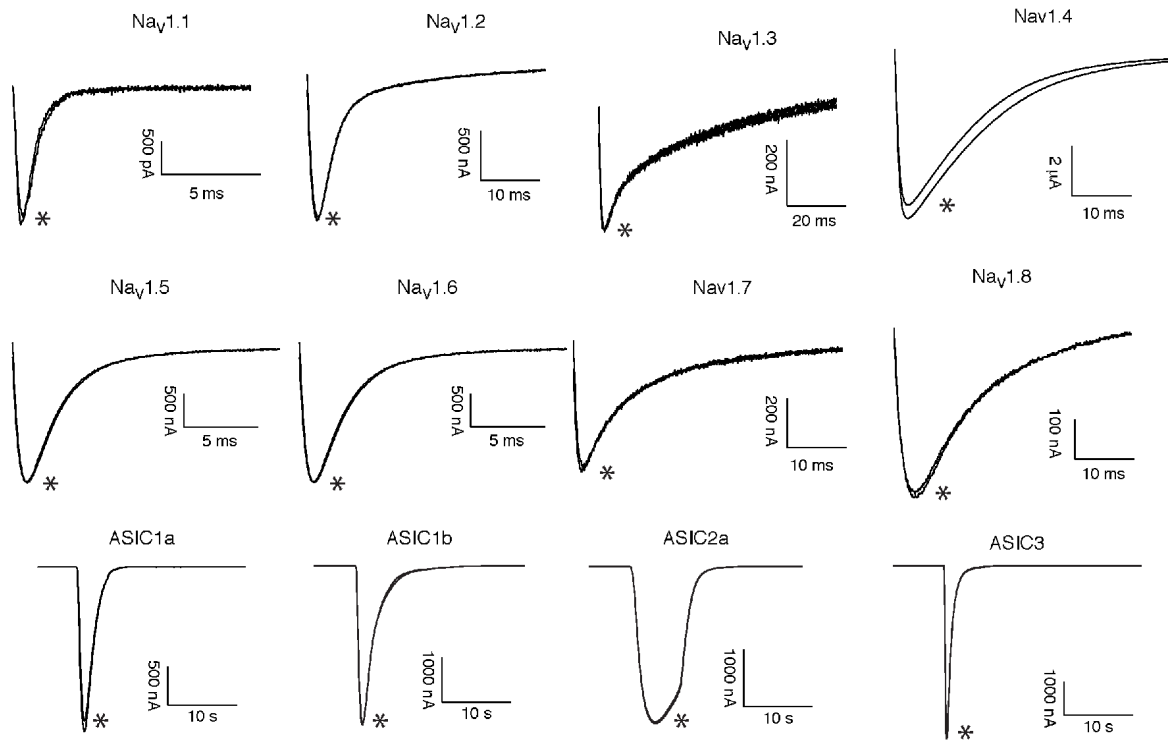 Nav1.1
Nav1.2
Nav1.3
Nav1.4
500 pA
5 ms
*
500 nA
10 ms
*
200 nA
20 ms
*
2 μA
10 ms
*
Nav1.5
Nav1.6
Nav1.7
Nav1.8
500 nA
5 ms
*
500 nA
5 ms
*
200 nA
10 ms
*
100 nA
10 ms
*
ASIC1a
ASIC1b
ASIC2a
ASIC3
500 nA
10 s
*
1000 nA
10 s
*
1000 nA
10 s
*
1000 nA
10 s
*